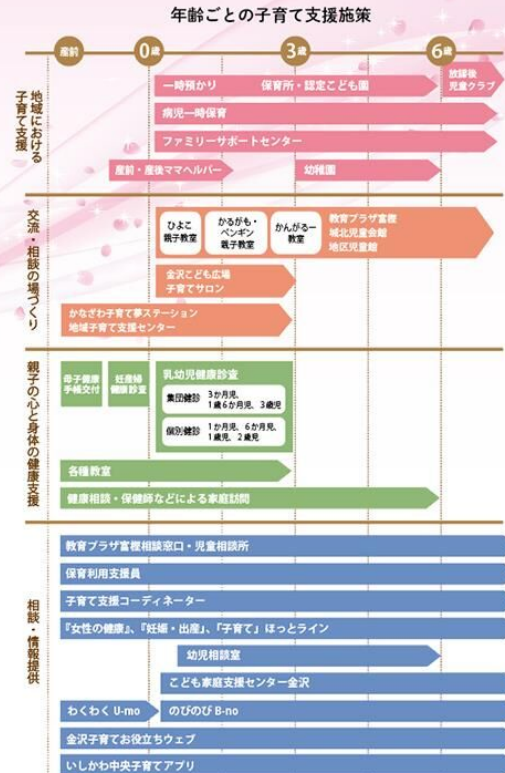 年齢ごとの子育て支援施策
産前
0歳
3歳
6歳
地域における
子育て支援
一時預かり
保育所・認定こども園
放課後
児童クラブ
病児一時保育
ファミリーサポートセンター
産前・産後ママヘルパー
幼稚園
交流・相談の場づくり
ひよこ
親子教室
かるがも・
ペンギン
親子教室
かんがるー
教室
教育プラザ富樫
城北児童会館
地区児童館
金沢こども広場
子育てサロン
かなざわ子育て夢ステーション
地域子育て支援センター
親子の心と身体の健康支援
母子健康
手帳交付
妊産婦
健康診査
乳幼児健康診査
集団健診
3か月児、
1歳6か月児、3歳児
個別健診
1か月児、6か月児、
1歳児、2歳児
各種教室
健康相談・保健師などによる家庭訪問
相談・情報提供
教育プラザ富樫相談窓口・児童相談所
保育利用支援員
子育て支援コーディネーター
『女性の健康』、『妊娠・出産』、『子育て』ほっとライン
幼児相談室
こども家庭支援センター金沢
わくわく U-mo
のびのび B-no
金沢子育てお役立ちウェブ
いしかわ中央子育てアプリ